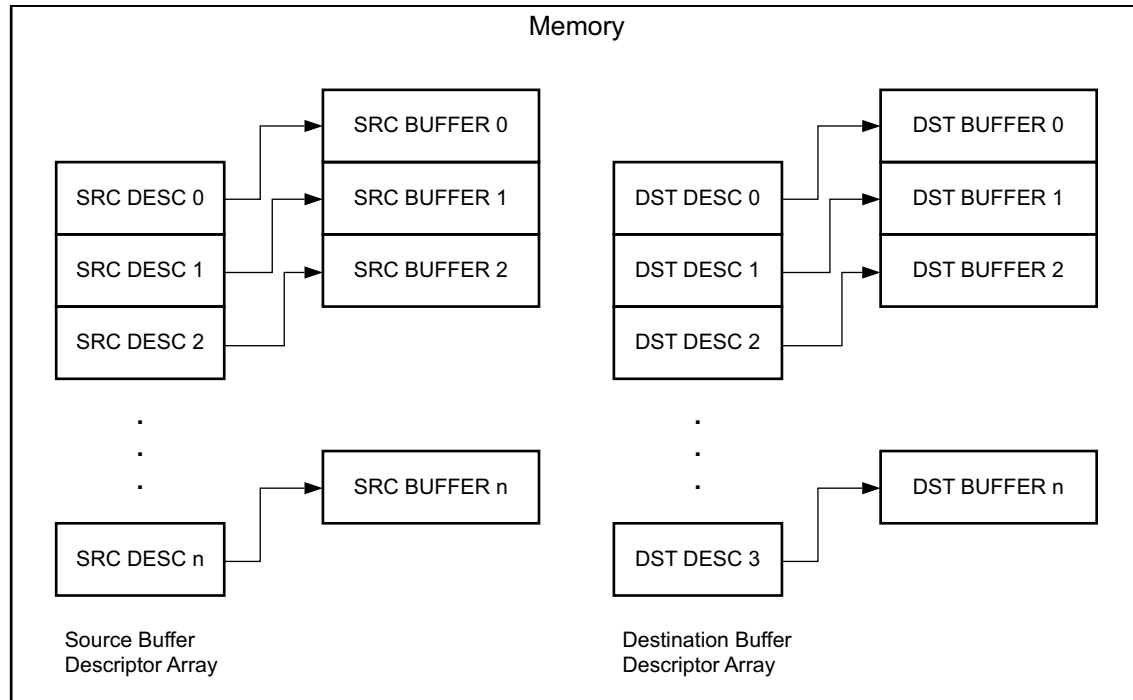 Memory
SRC BUFFER 0
SRC DESC 0
SRC BUFFER 1
SRC DESC 1
SRC BUFFER 2
SRC DESC 2
.
.
.
SRC BUFFER n
SRC DESC n
Source Buffer
Descriptor Array
DST BUFFER 0
DST DESC 0
DST BUFFER 1
DST DESC 1
DST BUFFER 2
DST DESC 2
.
.
.
DST BUFFER n
DST DESC 3
Destination Buffer
Descriptor Array